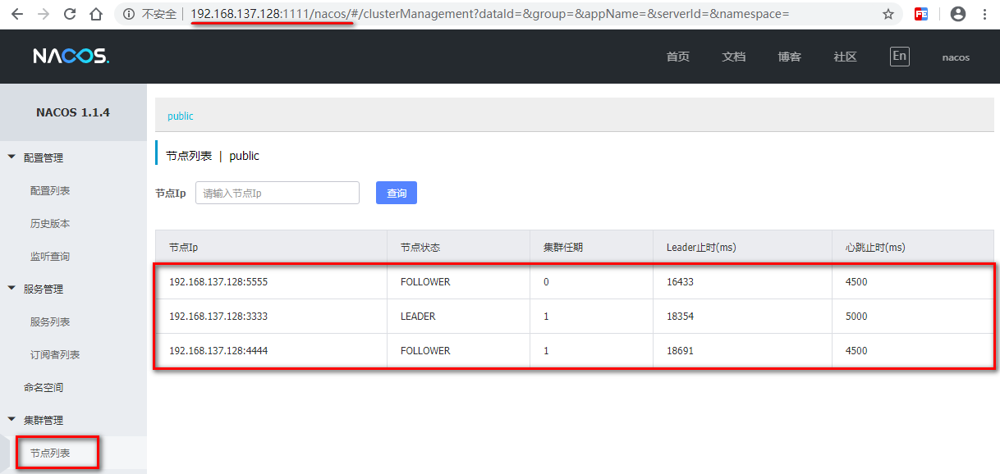 不安全 192.168.137.128:1111/nacos/#/clusterManagement?dataId=&group=&appName=&serverId=&namespace=
NACOS. 首页 文档 博客 社区 En nacos
NACOS 1.1.4
配置管理
配置列表
历史版本
监听查询
服务管理
服务列表
订阅者列表
命名空间
集群管理
节点列表
public
节点列表 | public
节点Ip 请输入节点Ip 查询
节点Ip 节点状态 集群任期 Leader止时(ms) 心跳止时(ms)
192.168.137.128:5555 FOLLOWER 0 16433 4500
192.168.137.128:3333 LEADER 1 18354 5000
192.168.137.128:4444 FOLLOWER 1 18691 4500